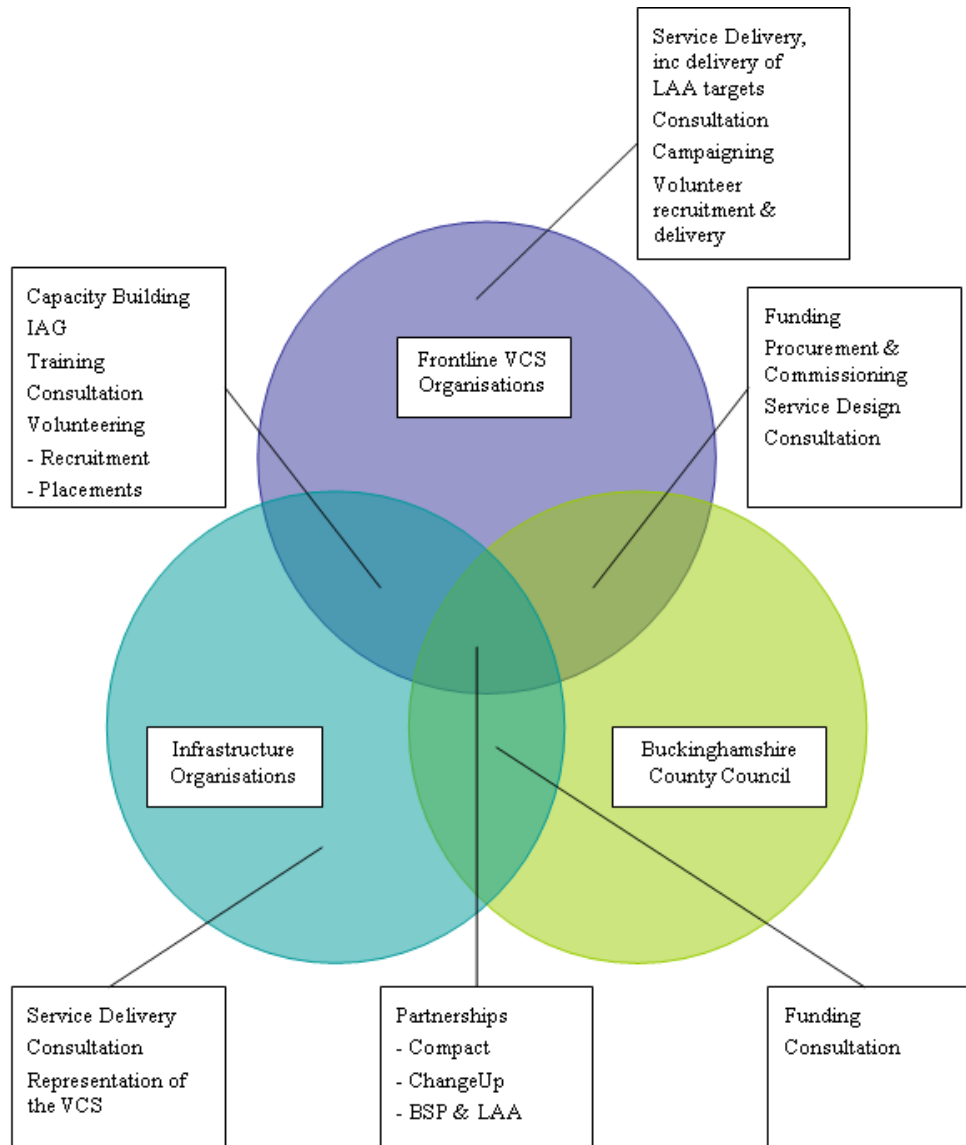 Service Delivery,
inc delivery of
LAA targets
Consultation
Campaigning
Volunteer
recruitment &
delivery
Capacity Building
IAG
Training
Consultation
Volunteering
- Recruitment
- Placements
Frontline VCS
Organisations
Funding
Procurement &
Commissioning
Service Design
Consultation
Infrastructure
Organisations
Buckinghamshire
County Council
Service Delivery
Consultation
Representation of
the VCS
Partnerships
- Compact
- ChangeUp
- BSP & LAA
Funding
Consultation